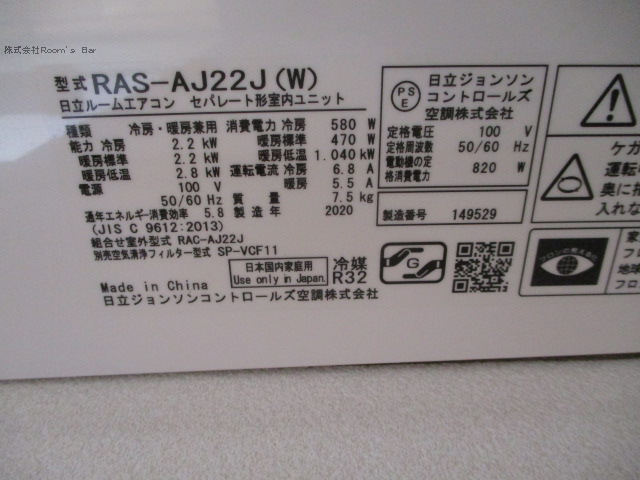 株式会社Room's Bar
型式 RAS-AJ22J(W)
日立ルームエアコン セパレート形室内ユニット
種類 冷房・暖房兼用 消費電力 冷房 580 W
能力 冷房 2.2 kW 暖房標準 470 W
暖房標準 2.2 kW 暖房低温 1.040 kW
暖房低温 2.8 kW 運転電流 冷房 6.8 A
電源 100 V 暖房 5.5 A
50/60 Hz 質量 7.5 kg
通年エネルギー消費効率 5.8 製造年 2020
(JIS C 9612:2013)
組合せ室外型式 RAC-AJ22J
別売空気清浄フィルター型式 SP-VCF11
日本国内家庭用
Use only in Japan.
冷媒
R32
Made in China
日立ジョンソンコントロールズ空調株式会社
PS
E
日立ジョンソン
コントロールズ
空調株式会社
定格電圧 100 V
定格周波数 50/60 Hz
電動機の定
格消費電力 820 W
製造番号 149529
ケガ
運転
奥に指
入れな
フロ
地球
フロ